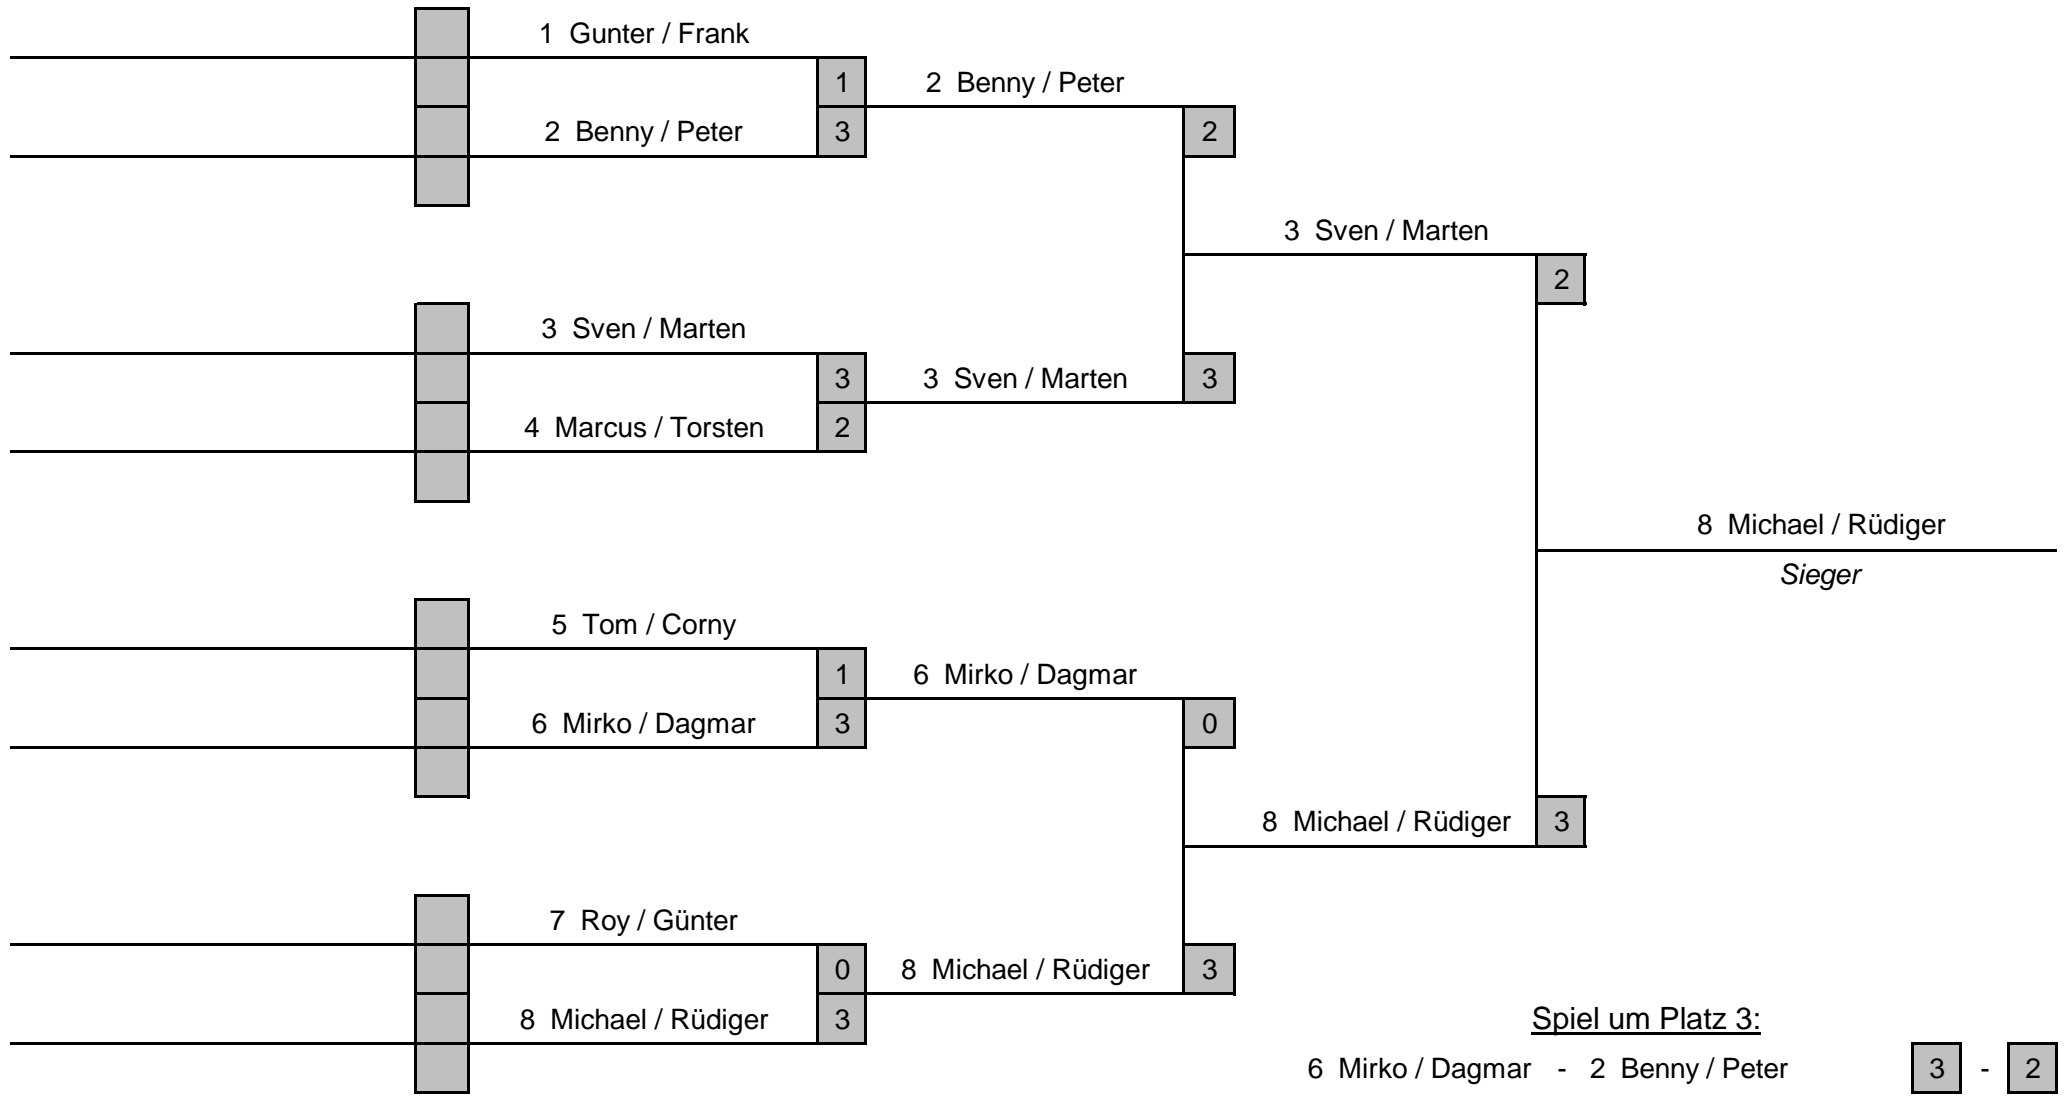 1 Gunter / Frank
1
2 Benny / Peter
2 Benny / Peter
3
2
3 Sven / Marten
2
3 Sven / Marten
3
3 Sven / Marten
3
4 Marcus / Torsten
2
8 Michael / Rüdiger
Sieger
5 Tom / Corny
1
6 Mirko / Dagmar
6 Mirko / Dagmar
3
0
8 Michael / Rüdiger
3
7 Roy / Günter
0
8 Michael / Rüdiger
3
8 Michael / Rüdiger
3
Spiel um Platz 3:
6 Mirko / Dagmar - 2 Benny / Peter 3 - 2